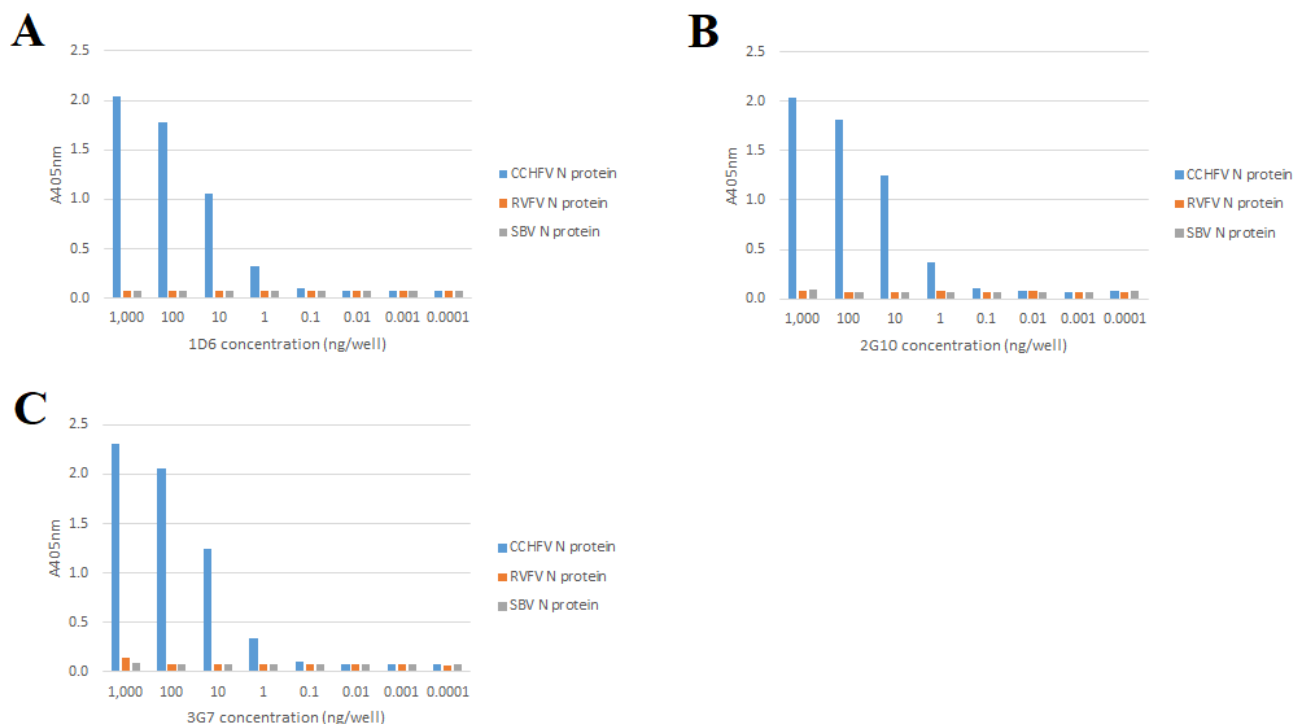 A
2.5
2.0
1.5
1.0
0.5
0.0
A405nm
1,000 100 10 1 0.1 0.01 0.001 0.0001
1D6 concentration (ng/well)
CCHFV N protein
RVFV N protein
SBV N protein
B
2.5
2.0
1.5
1.0
0.5
0.0
A405nm
1,000 100 10 1 0.1 0.01 0.001 0.0001
2G10 concentration (ng/well)
CCHFV N protein
RVFV N protein
SBV N protein
C
2.5
2.0
1.5
1.0
0.5
0.0
A405nm
1,000 100 10 1 0.1 0.01 0.001 0.0001
3G7 concentration (ng/well)
CCHFV N protein
RVFV N protein
SBV N protein